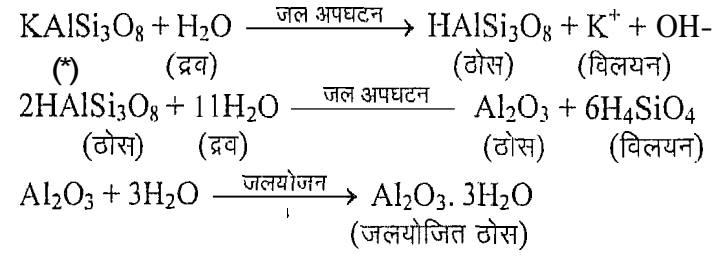 जल अपघटन
KAlSi₃O₈ + H₂O ⟶ HAlSi₃O₈ + K⁺ + OH-
(*) (द्रव) (ठोस) (विलयन)
जल अपघटन
2HAlSi₃O₈ + 11H₂O ⸺ Al₂O₃ + 6H₄SiO₄
(ठोस) (द्रव) (ठोस) (विलयन)
जलयोजन
Al₂O₃ + 3H₂O ⟶ Al₂O₃. 3H₂O
(जलयोजित ठोस)